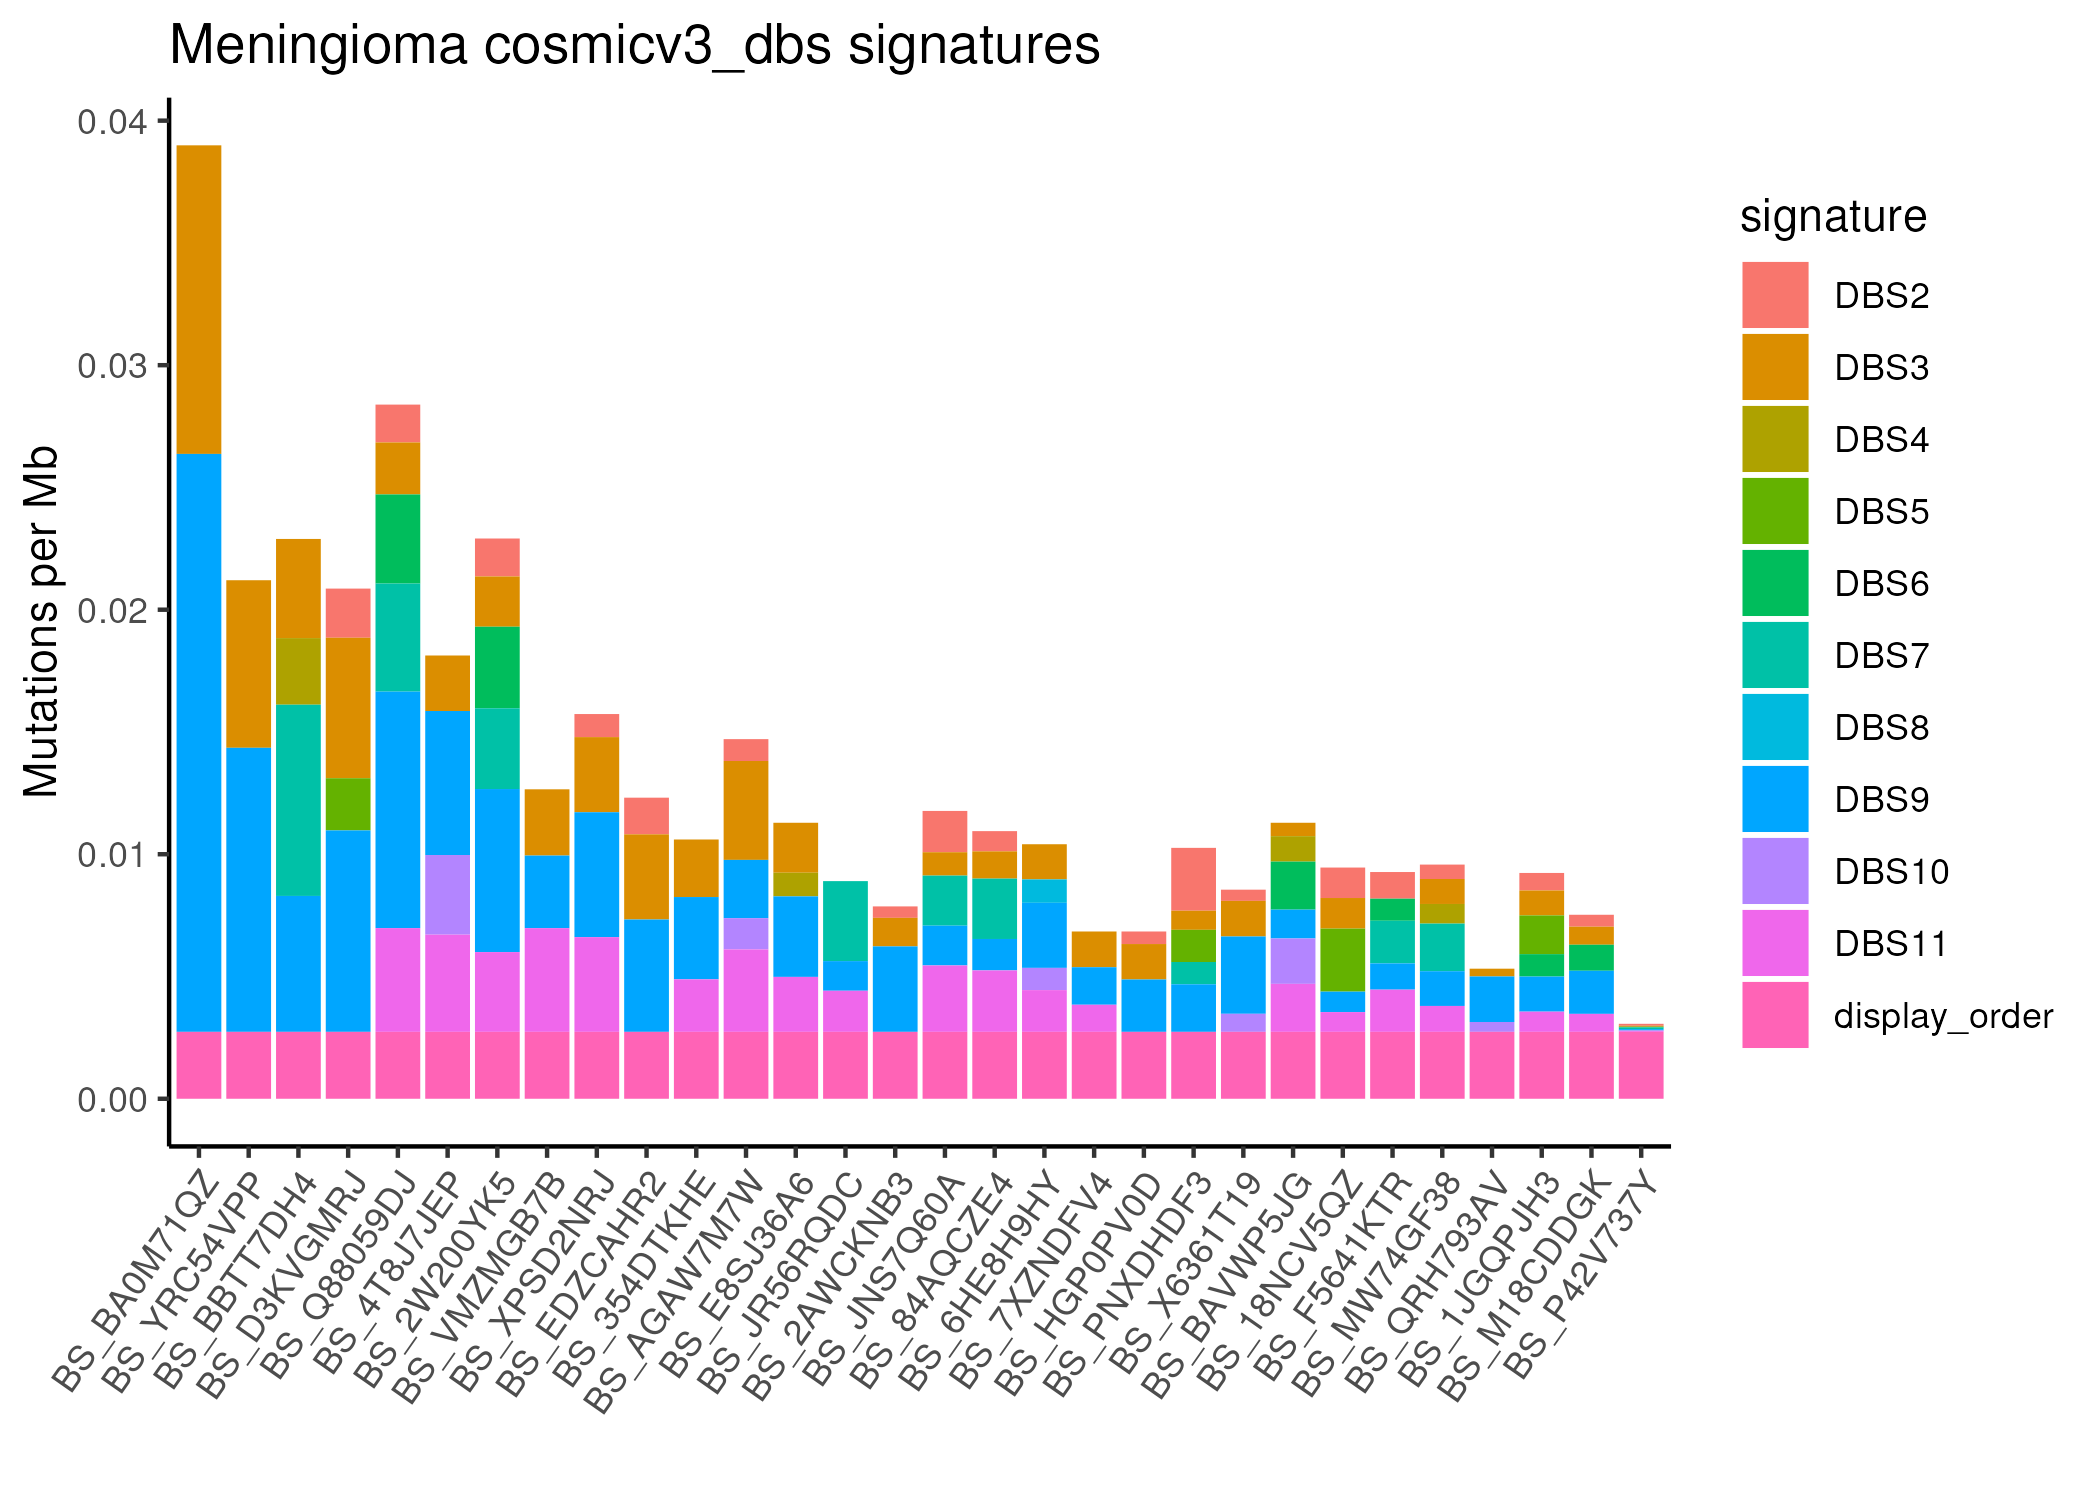 Meningioma cosmicv3_dbs signatures
Mutations per Mb
0.04
0.03
0.02
0.01
0.00
BS_BA0M71QZ
BS_YRC54VPP
BS_BBTT7DH4
BS_D3KVGMRJ
BS_Q88059DJ
BS_4T8J7JEP
BS_2W200YK5
BS_VMZMGB7B
BS_XPSD2NRJ
BS_EDZCAHR2
BS_354DTKHE
BS_AGAW7M7W
BS_E8SJ36A6
BS_JR56RQDC
BS_2AWCKNB3
BS_JNS7Q60A
BS_84AQCZE4
BS_6HE8H9HY
BS_7XZNDFV4
BS_HGP0PV0D
BS_PNXDHDF3
BS_X6361T19
BS_BAVWP5JG
BS_18NCV5QZ
BS_F5641KTR
BS_MW74GF38
BS_QRH793AV
BS_1JGQPJH3
BS_M18CDDGK
BS_P42V737Y
signature
DBS2
DBS3
DBS4
DBS5
DBS6
DBS7
DBS8
DBS9
DBS10
DBS11
display_order